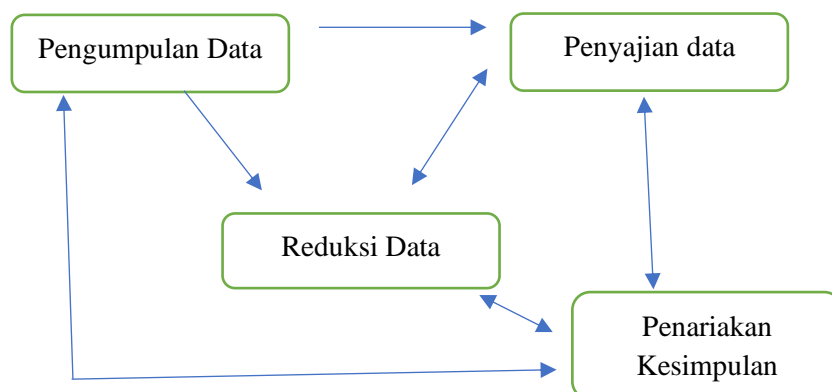 Pengumpulan Data
Penyajian data
Reduksi Data
Penariakan
Kesimpulan